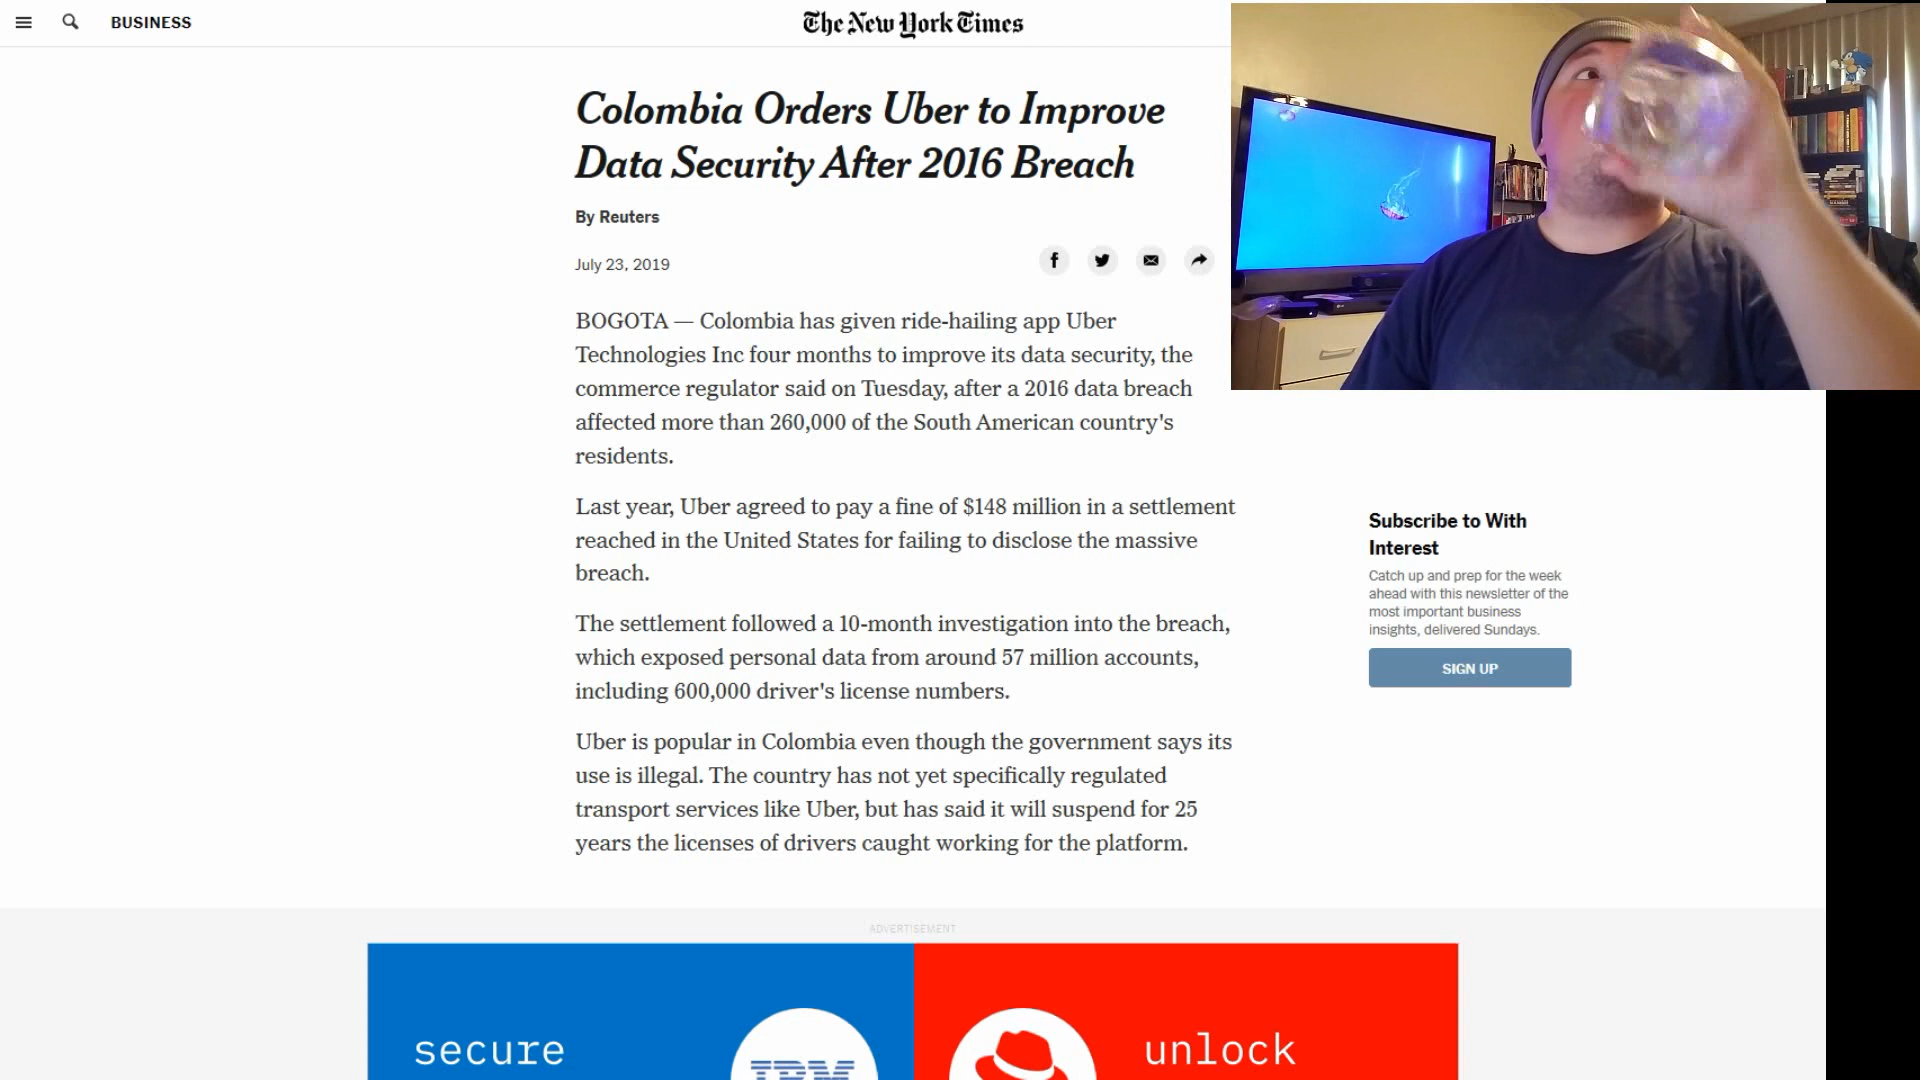 BUSINESS
The New York Times
Colombia Orders Uber to Improve
Data Security After 2016 Breach
By Reuters
July 23, 2019
BOGOTA — Colombia has given ride-hailing app Uber
Technologies Inc four months to improve its data security, the
commerce regulator said on Tuesday, after a 2016 data breach
affected more than 260,000 of the South American country's
residents.
Last year, Uber agreed to pay a fine of $148 million in a settlement
reached in the United States for failing to disclose the massive
breach.
The settlement followed a 10-month investigation into the breach,
which exposed personal data from around 57 million accounts,
including 600,000 driver's license numbers.
Uber is popular in Colombia even though the government says its
use is illegal. The country has not yet specifically regulated
transport services like Uber, but has said it will suspend for 25
years the licenses of drivers caught working for the platform.
Subscribe to With
Interest
Catch up and prep for the week
ahead with this newsletter of the
most important business
insights, delivered Sundays.
SIGN UP
ADVERTISEMENT
secure
IBM
unlock